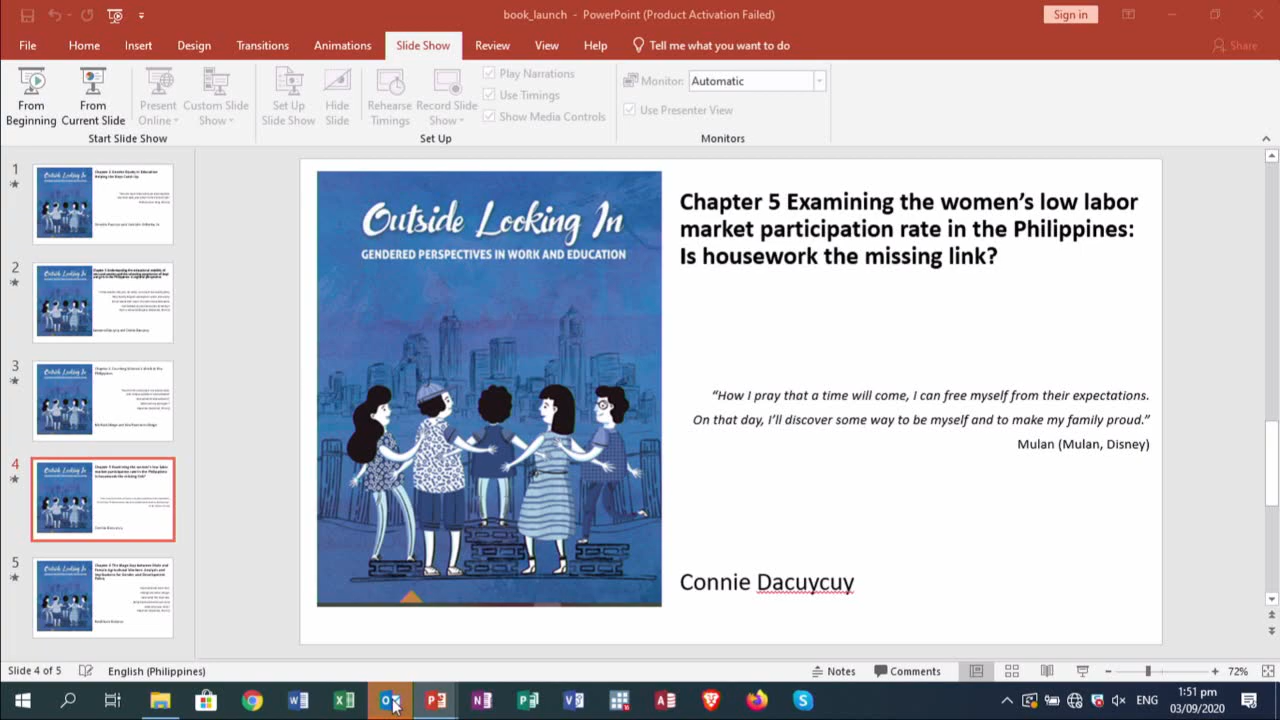 book_launch - PowerPoint (Product Activation Failed)
Sign in
File Home Insert Design Transitions Animations Slide Show Review View Help Tell me what you want to do Share
From Beginning
From Current Slide
Present Online
Custom Slide Show
Set Up Slide Show
Hide Slide
Rehearse Timings
Record Slide Show
Play Narrations
Use Timings
Show Media Controls
Monitor: Automatic
Use Presenter View
Start Slide Show
Set Up
Monitors
1
2
3
4
5
Outside Looking In
GENDERED PERSPECTIVES IN WORK AND EDUCATION
Chapter 5 Examining the women's low labor
market participation rate in the Philippines:
Is housework the missing link?
"How I pray that a time will come, I can free myself from their expectations.
On that day, I'll discover some way to be myself and to make my family proud."
Mulan (Mulan, Disney)
Connie Dacuycuy
Slide 4 of 5 English (Philippines) Notes Comments 72%
ENG
1:51 pm
03/09/2020